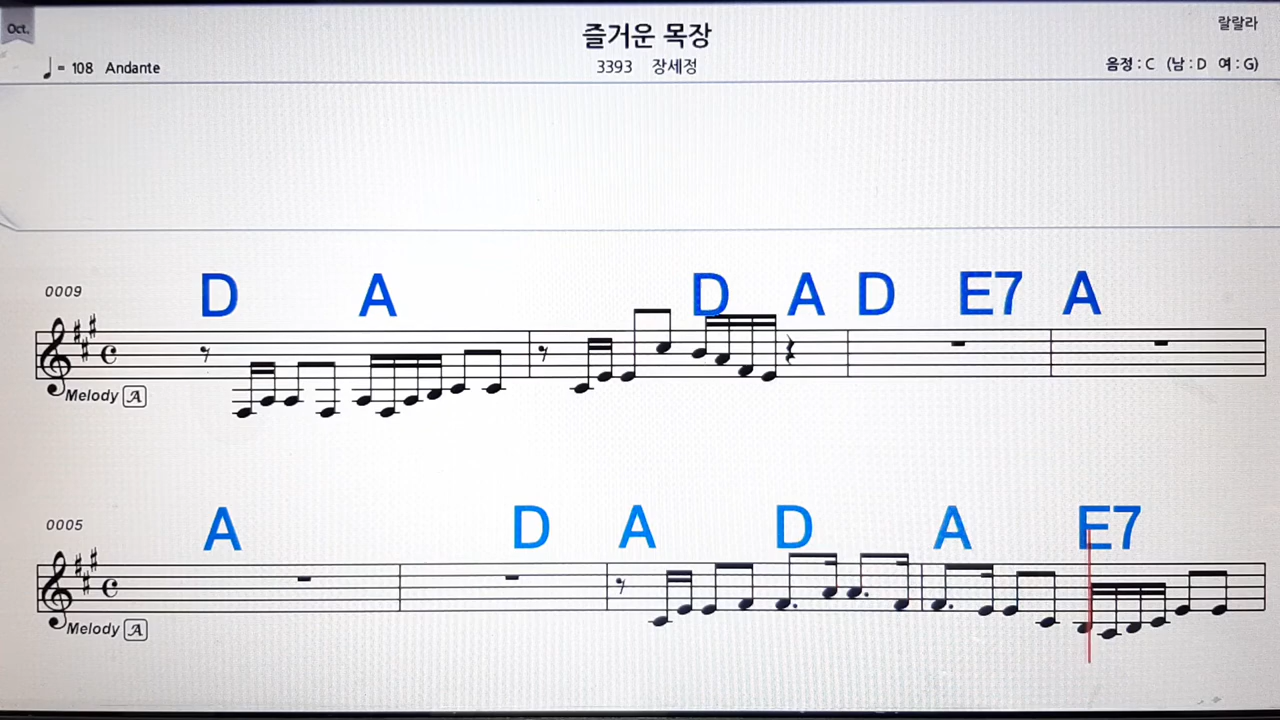 Oct.
즐거운 목장
랄랄라
♩= 108 Andante
3393 장세정
음정 : C (남 : D 여 : G)
D A D A D E7 A
0009
Melody A
A D A D A E7
0005
Melody A